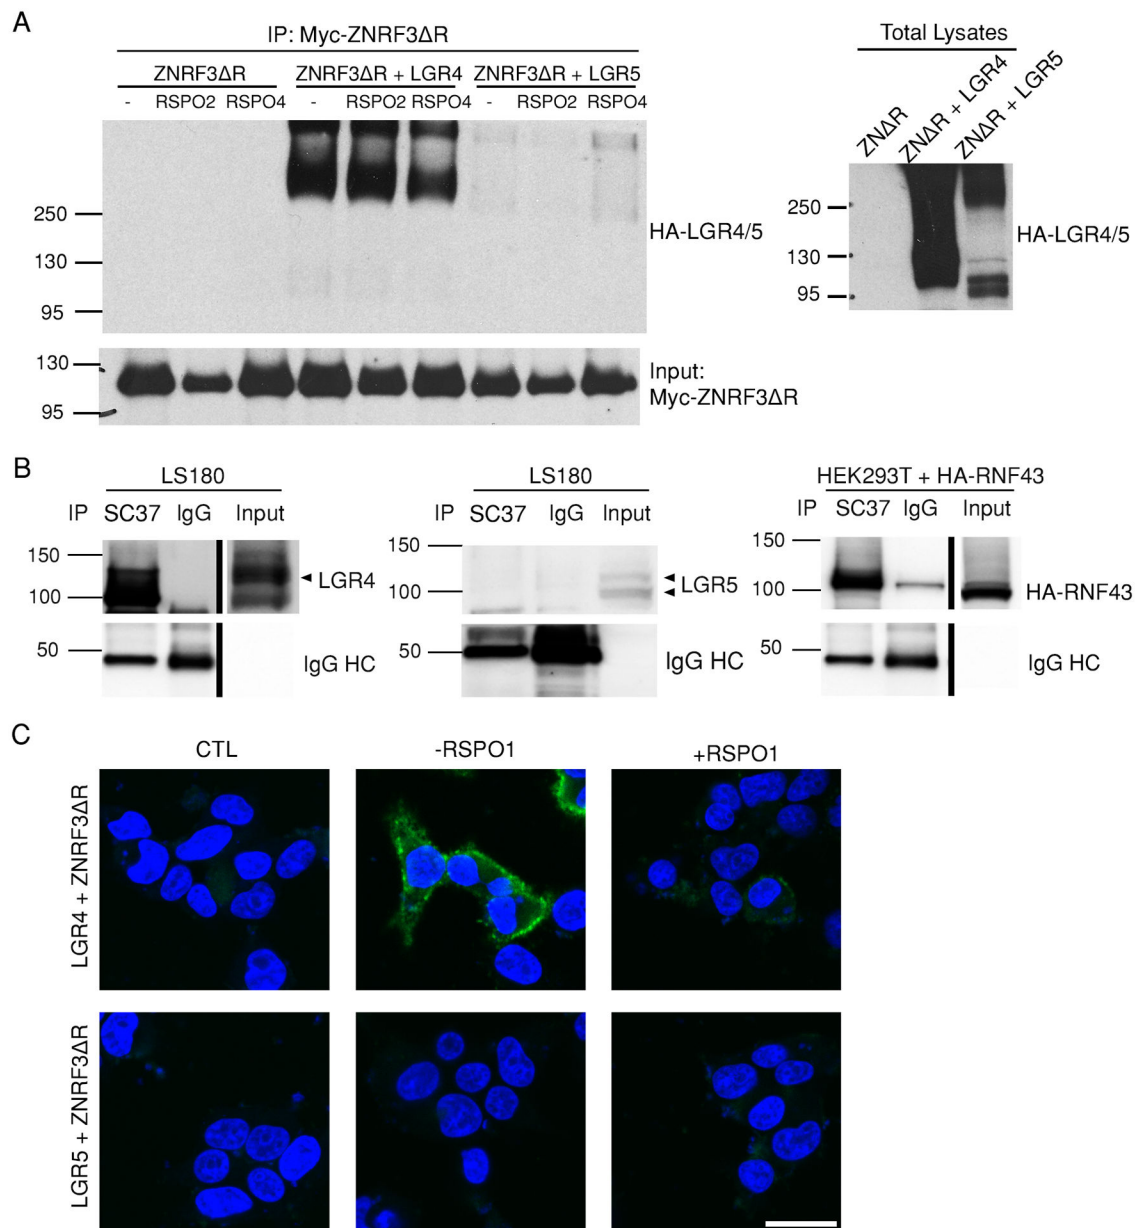 A
IP: Myc-ZNRF3ΔR
ZNRF3ΔR ZNRF3ΔR + LGR4 ZNRF3ΔR + LGR5
- RSPO2 RSPO4 - RSPO2 RSPO4 - RSPO2 RSPO4
250
130
95
HA-LGR4/5
130
95
Input:
Myc-ZNRF3ΔR
Total Lysates
ZNΔR ZNΔR + LGR4 ZNΔR + LGR5
250
130
95
HA-LGR4/5
B
LS180
IP SC37 IgG Input
150
100
LGR4
50
IgG HC
LS180
IP SC37 IgG Input
150
100
LGR5
50
IgG HC
HEK293T + HA-RNF43
IP SC37 IgG Input
150
100
HA-RNF43
50
IgG HC
C
CTL -RSPO1 +RSPO1
LGR4 + ZNRF3ΔR
LGR5 + ZNRF3ΔR